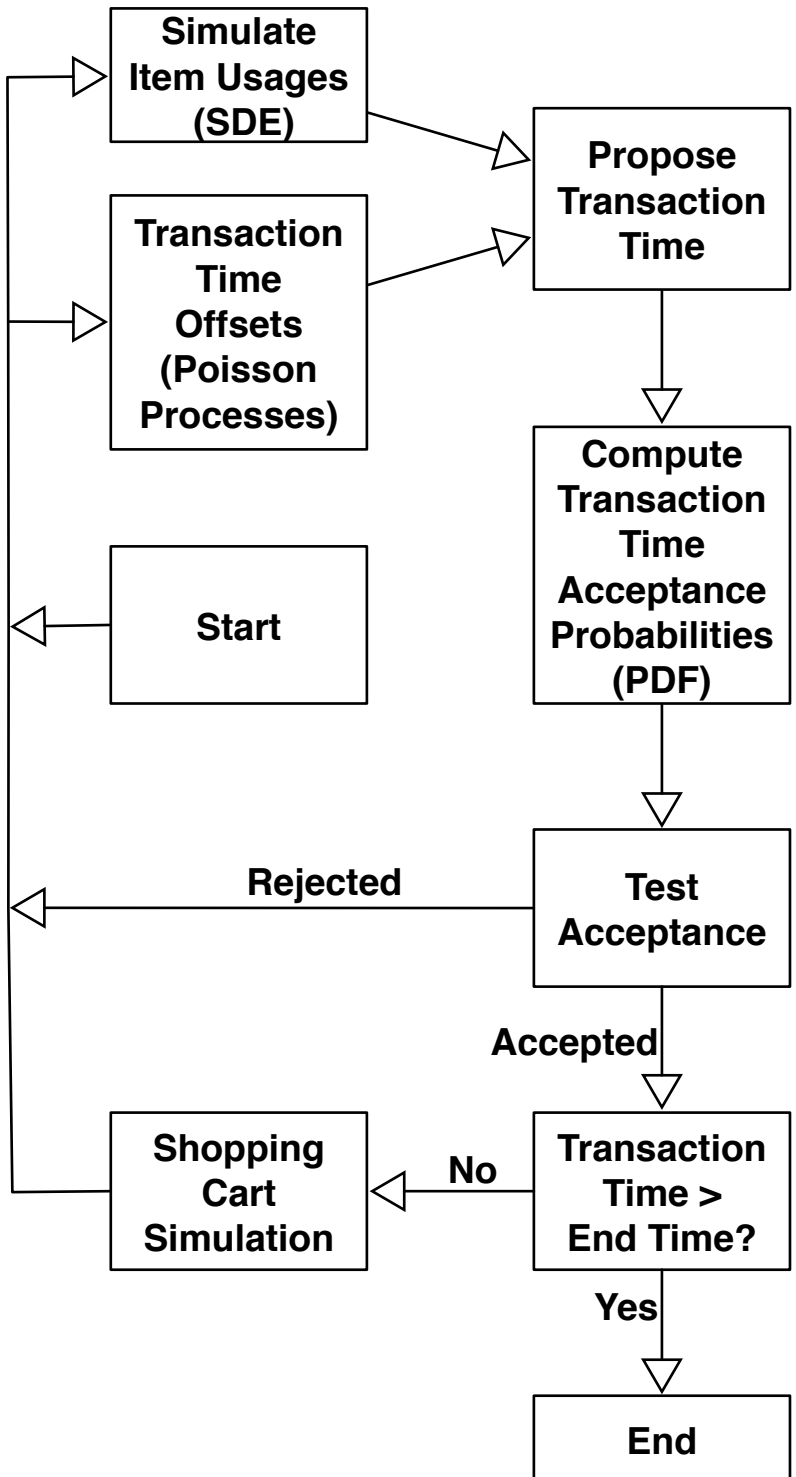 Simulate
Item Usages
(SDE)
Propose
Transaction
Time
Transaction
Time
Offsets
(Poisson
Processes)
Compute
Transaction
Time
Acceptance
Probabilities
(PDF)
Start
Rejected
Test
Acceptance
Accepted
Shopping
Cart
Simulation
No
Transaction
Time >
End Time?
Yes
End